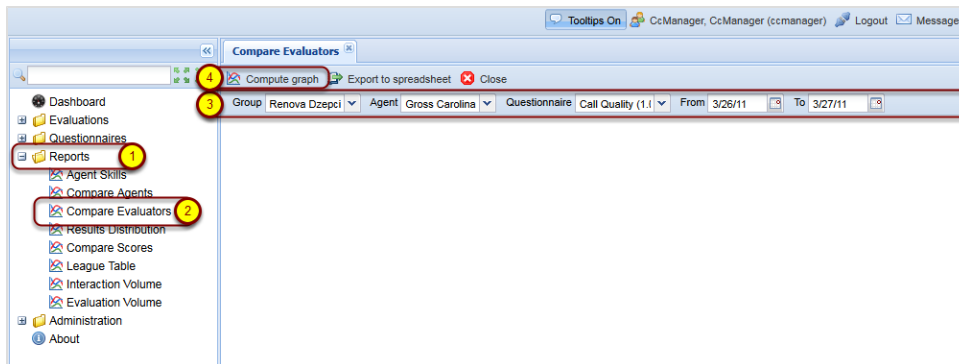 Tooltips On CcManager, CcManager (ccmanager) Logout Message
Compare Evaluators
4 Compute graph Export to spreadsheet Close
3 Group Renova Dzepci Agent Gross Carolina Questionnaire Call Quality (1.( From 3/26/11 To 3/27/11
Dashboard
Evaluations
Questionnaires
Reports 1
Agent Skills
Compare Agents
Compare Evaluators 2
Results Distribution
Compare Scores
League Table
Interaction Volume
Evaluation Volume
Administration
About